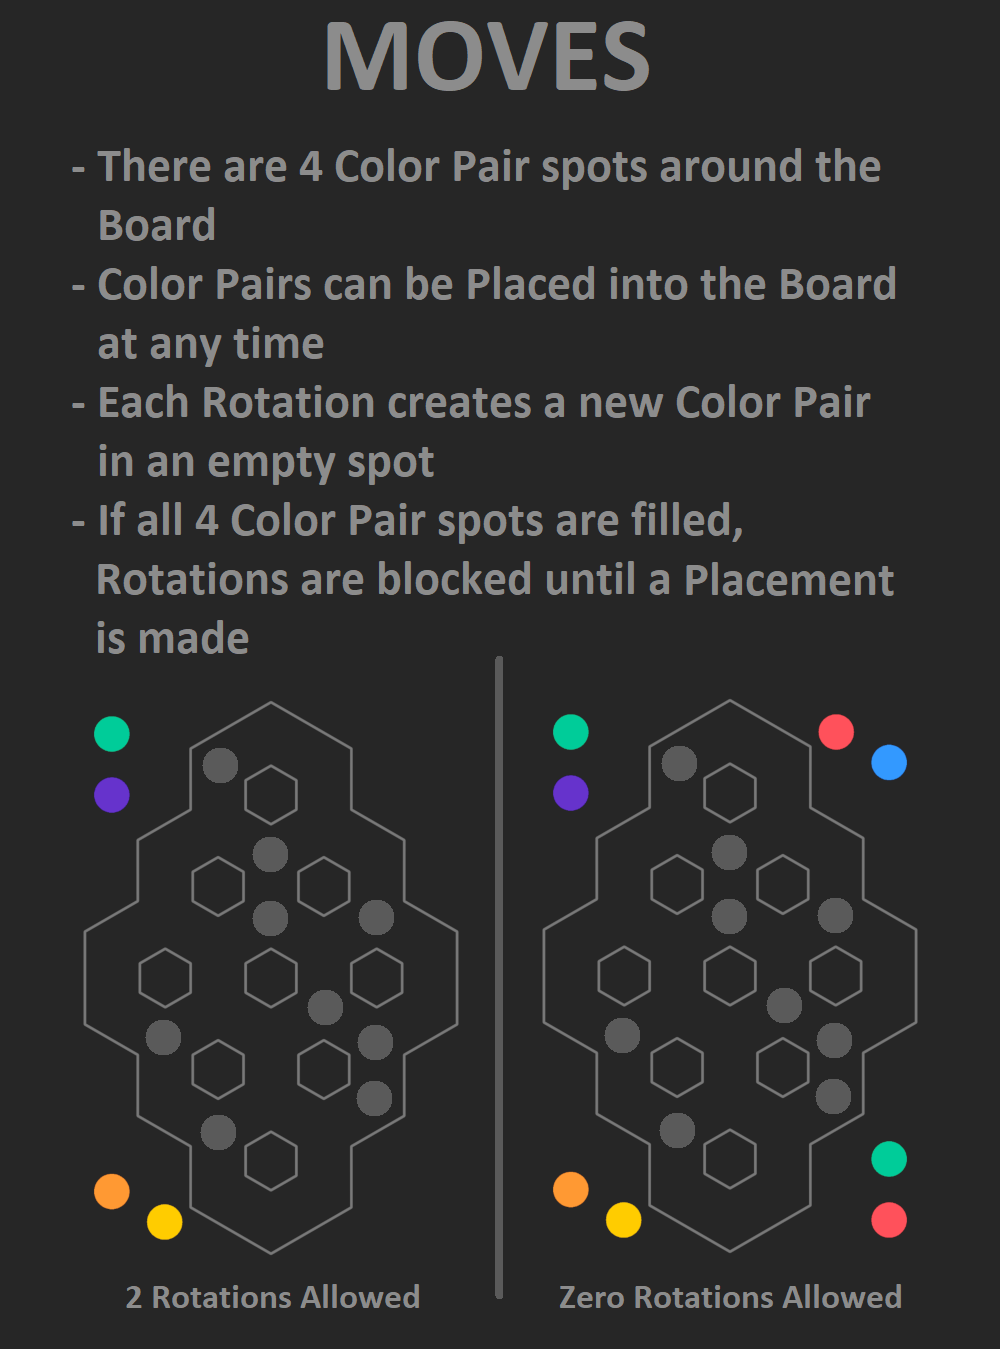 MOVES
- There are 4 Color Pair spots around the
Board
- Color Pairs can be Placed into the Board
at any time
- Each Rotation creates a new Color Pair
in an empty spot
- If all 4 Color Pair spots are filled,
Rotations are blocked until a Placement
is made
2 Rotations Allowed
Zero Rotations Allowed